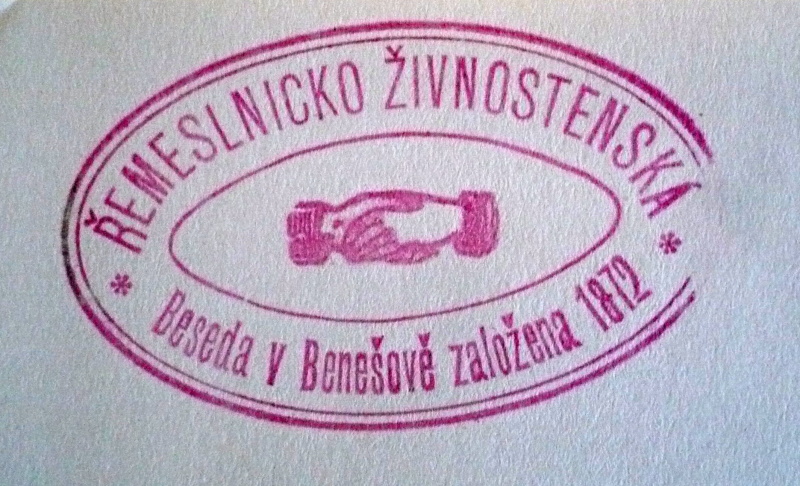 ŘEMESLNICKO ŽIVNOSTENSKÁ
* Beseda v Benešově založena 1872 *